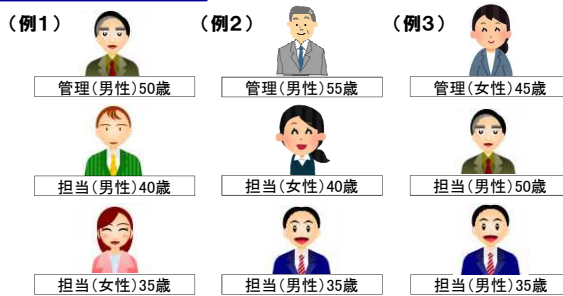 （例1） （例2） （例3）
管理(男性)50歳 管理(男性)55歳 管理(女性)45歳
担当(男性)40歳 担当(女性)40歳 担当(男性)50歳
担当(女性)35歳 担当(男性)35歳 担当(男性)35歳